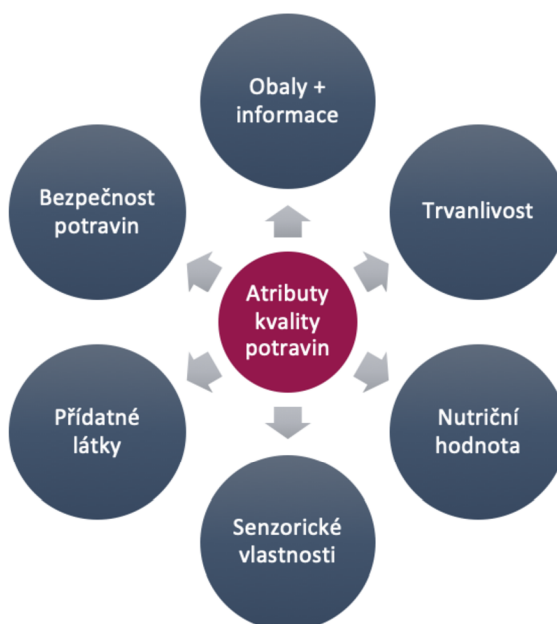 Obaly +
informace
Bezpečnost
potravin
Trvanlivost
Atributy
kvality
potravin
Přídatné
látky
Nutriční
hodnota
Senzorické
vlastnosti